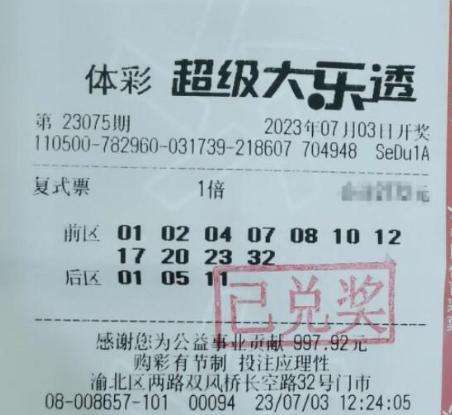 体彩 超级大乐透
第 23075期 2023年07月03日开奖
110500-782960-031739-218607 704948 SeDu1A
复式票 1倍 元
前区 01 02 04 07 08 10 12
17 20 23 32
后区 01 05 11
已兑奖
感谢您为公益事业贡献 997.92元
购彩有节制 投注应理性
渝北区两路双凤桥长空路32号门市
08-008657-101 00094 23/07/03 12:24:05